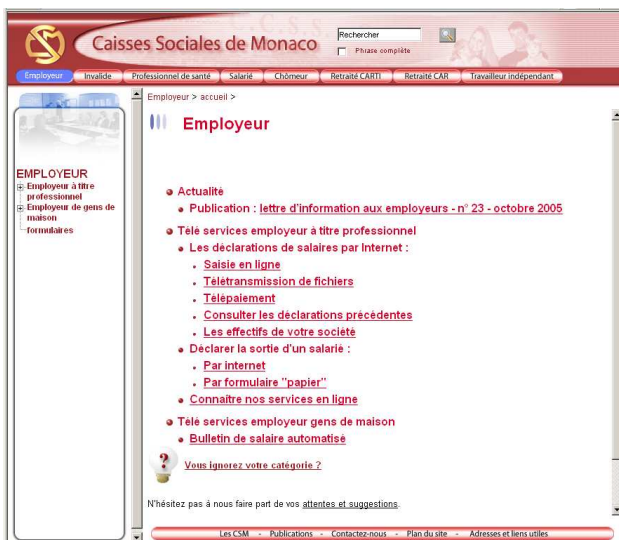 C.C.S.S.
Caisses Sociales de Monaco
Rechercher
Phrase complète
Employeur Invalide Professionnel de santé Salarié Chômeur Retraité CARTI Retraité CAR Travailleur indépendant
Employeur > accueil >
Employeur
EMPLOYEUR
Employeur à titre
professionnel
Employeur de gens de
maison
formulaires
Actualité
Publication : lettre d'information aux employeurs - n° 23 - octobre 2005
Télé services employeur à titre professionnel
Les déclarations de salaires par Internet :
Saisie en ligne
Télétransmission de fichiers
Télépaiement
Consulter les déclarations précédentes
Les effectifs de votre société
Déclarer la sortie d'un salarié :
Par internet
Par formulaire "papier"
Connaître nos services en ligne
Télé services employeur gens de maison
Bulletin de salaire automatisé
?
Vous ignorez votre catégorie ?
N'hésitez pas à nous faire part de vos attentes et suggestions.
Les CSM - Publications - Contactez-nous - Plan du site - Adresses et liens utiles